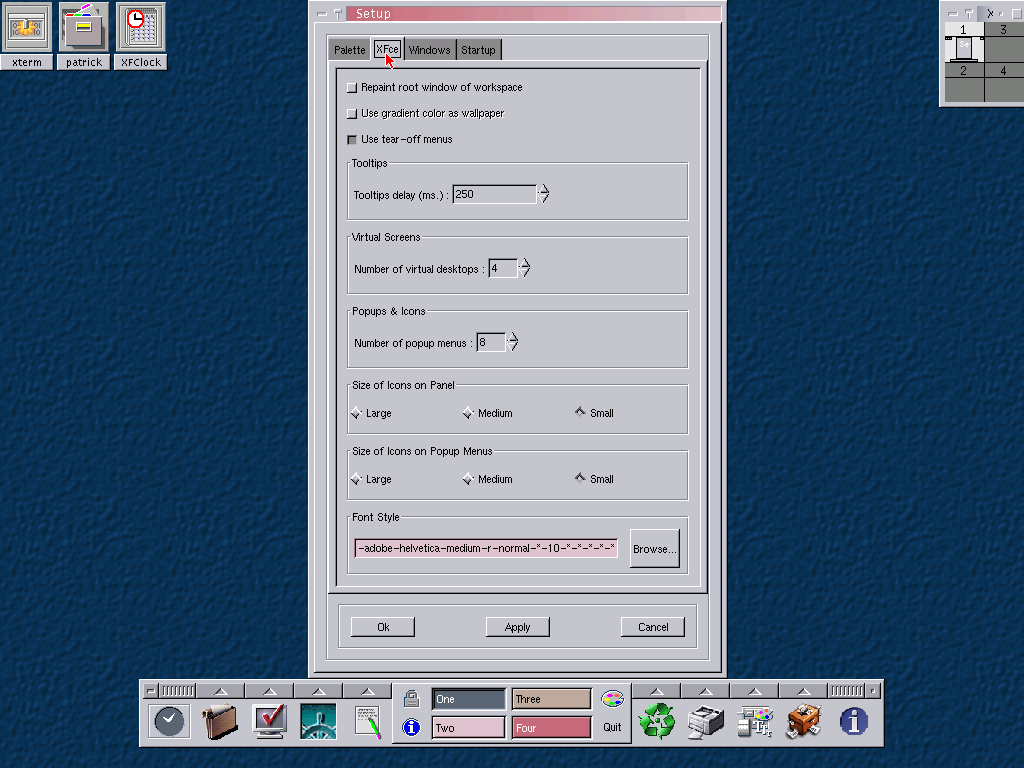 Setup
xterm
patrick
XFClock
X
1
3
2
4
Palette
XFce
Windows
Startup
Repaint root window of workspace
Use gradient color as wallpaper
Use tear-off menus
Tooltips
Tooltips delay (ms.) : 250
Virtual Screens
Number of virtual desktops : 4
Popups & Icons
Number of popup menus : 8
Size of Icons on Panel
Large
Medium
Small
Size of Icons on Popup Menus
Large
Medium
Small
Font Style
-adobe-helvetica-medium-r-normal-*-10-*-*-*-*-*
Browse...
Ok
Apply
Cancel
One
Three
Two
Four
Quit